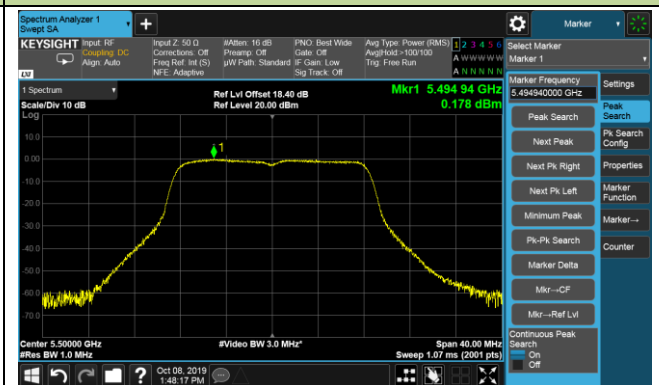 Spectrum Analyzer 1
Swept SA
+
Marker
KEYSIGHT
Input: RF
Coupling: DC
Align: Auto
Input Z: 50 Ω
Corrections: Off
Freq Ref: Int (S)
NFE: Adaptive
#Atten: 16 dB
Preamp: Off
µW Path: Standard
PNO: Best Wide
Gate: Off
IF Gain: Low
Sig Track: Off
Avg Type: Power (RMS)
Avg|Hold:>100/100
Trig: Free Run
1 2 3 4 5 6
A W W W W W
A N N N N N
LXI
Select Marker
Marker 1
1 Spectrum
Scale/Div 10 dB
Log
Ref Lvl Offset 18.40 dB
Ref Level 20.00 dBm
Mkr1 5.494 94 GHz
0.178 dBm
1
10.0
0.00
-10.0
-20.0
-30.0
-40.0
-50.0
-60.0
-70.0
Center 5.50000 GHz
#Res BW 1.0 MHz
#Video BW 3.0 MHz*
Span 40.00 MHz
Sweep 1.07 ms (2001 pts)
Marker Frequency
5.494940000 GHz
Peak Search
Next Peak
Next Pk Right
Next Pk Left
Minimum Peak
Pk-Pk Search
Marker Delta
Mkr→CF
Mkr→Ref Lvl
Continuous Peak
Search
On
Off
Settings
Peak
Search
Pk Search
Config
Properties
Marker
Function
Marker→
Counter
?
Oct 08, 2019
1:48:17 PM